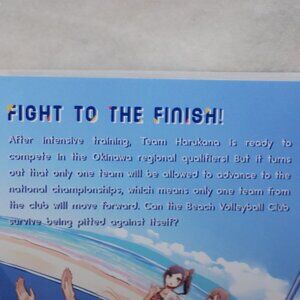 FIGHT TO THE FINISH!
After intensive training, Team Harukana is ready to
compete in the Okinawa regional qualifiers! But it turns
out that only one team will be allowed to advance to the
national championships, which means only one team from
the club will move forward. Can the Beach Volleyball Club
survive being pitted against itself?